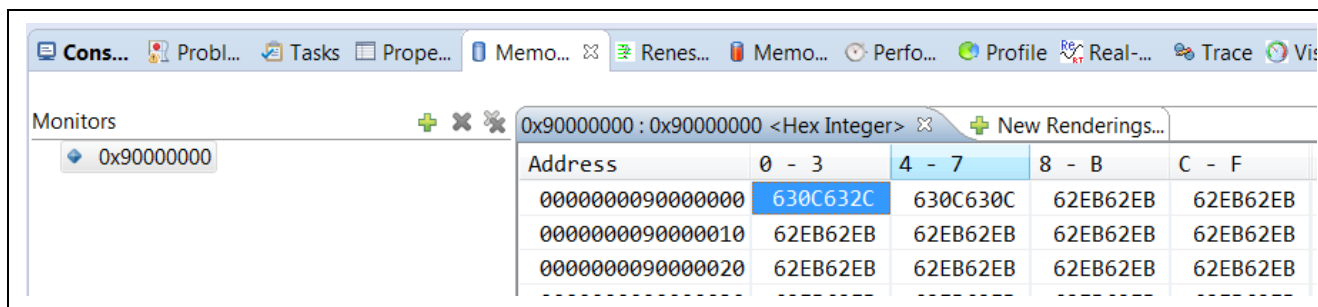 Cons... Probl... Tasks Prope... Memo... Renes... Memo... Perfo... Profile Real-... Trace Vis
Monitors
0x90000000 : 0x90000000 <Hex Integer> New Renderings...
0x90000000
Address 0 - 3 4 - 7 8 - B C - F
0000000090000000 630C632C 630C630C 62EB62EB 62EB62EB
0000000090000010 62EB62EB 62EB62EB 62EB62EB 62EB62EB
0000000090000020 62EB62EB 62EB62EB 62EB62EB 62EB62EB